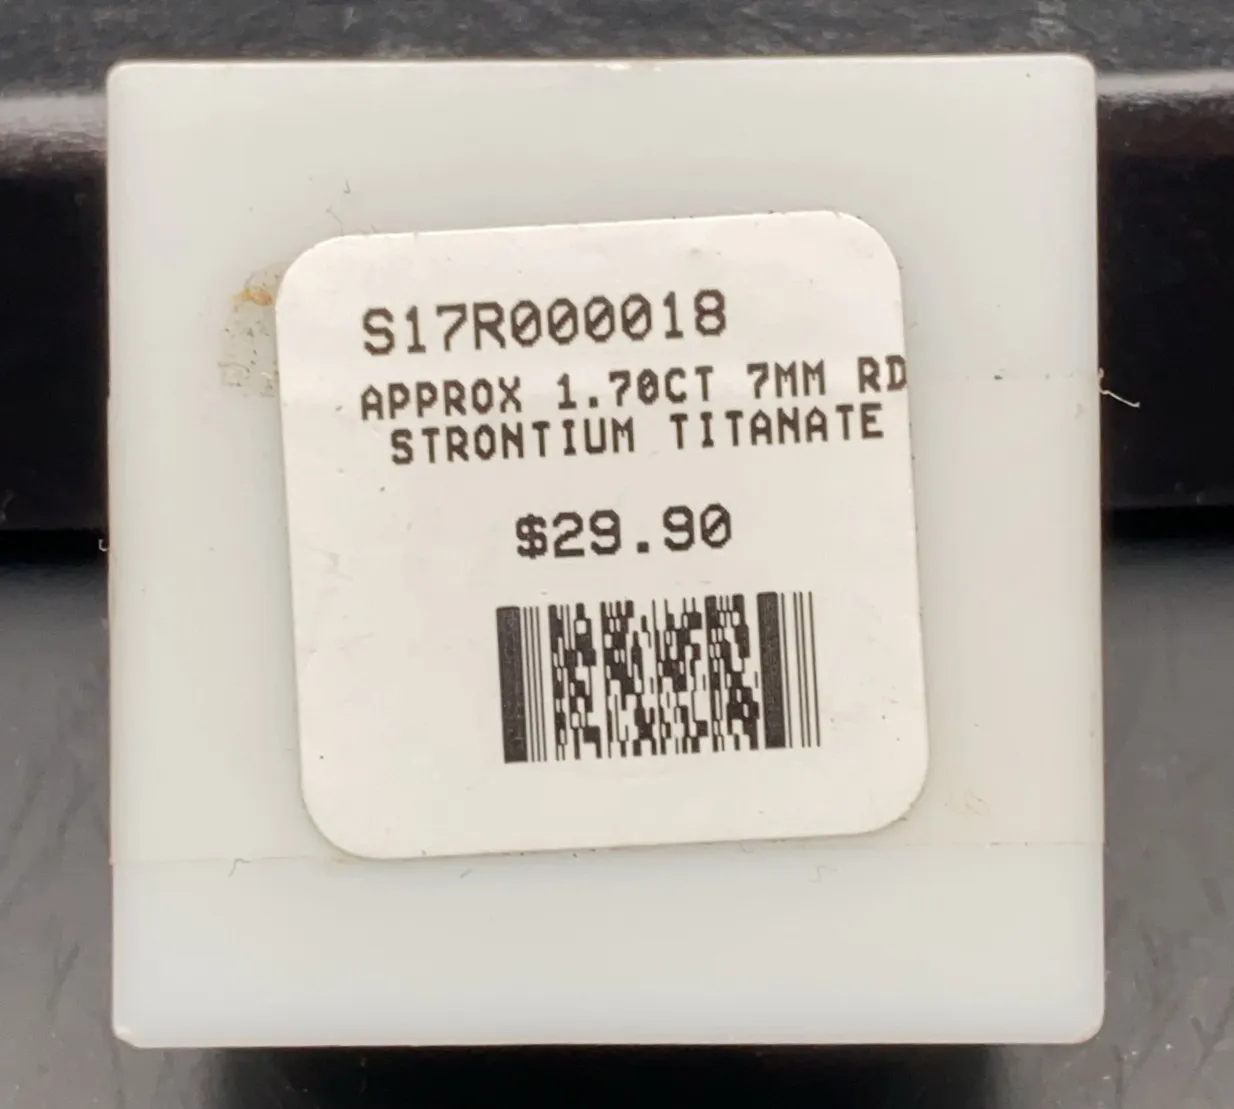 S17R000018
APPROX 1.70CT 7MM RD
STRONTIUM TITANATE
$29.90